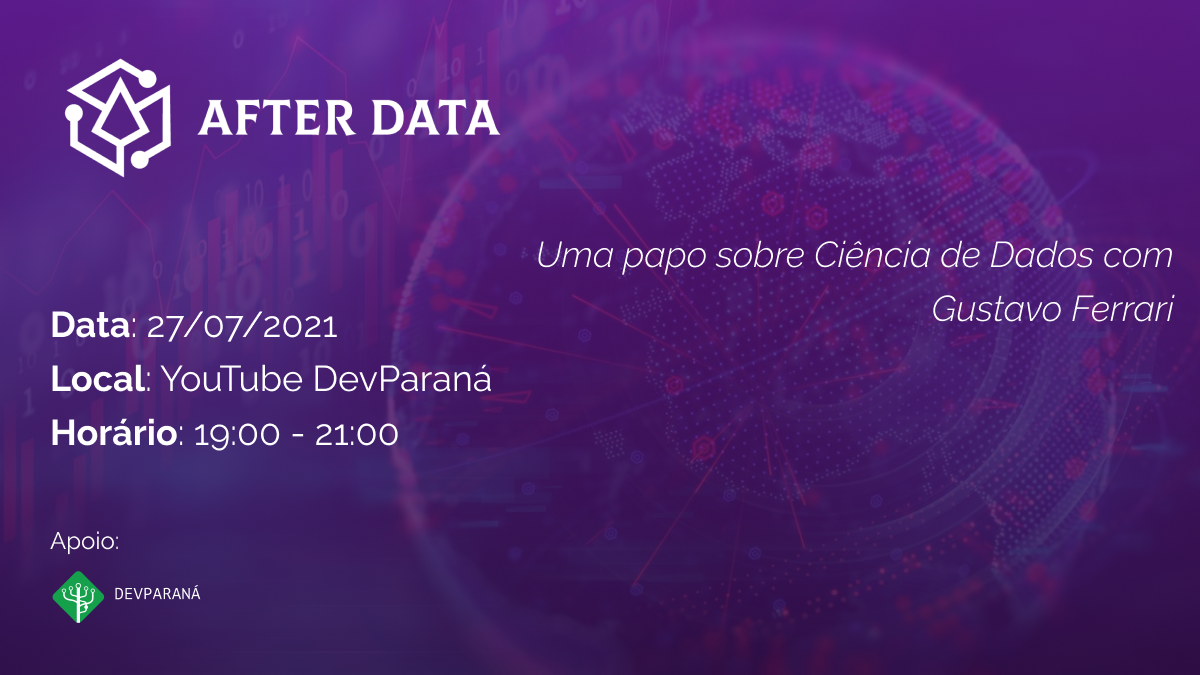 AFTER DATA
Uma papo sobre Ciência de Dados com
Gustavo Ferrari
Data: 27/07/2021
Local: YouTube DevParaná
Horário: 19:00 - 21:00
Apoio:
DEVPARANÁ